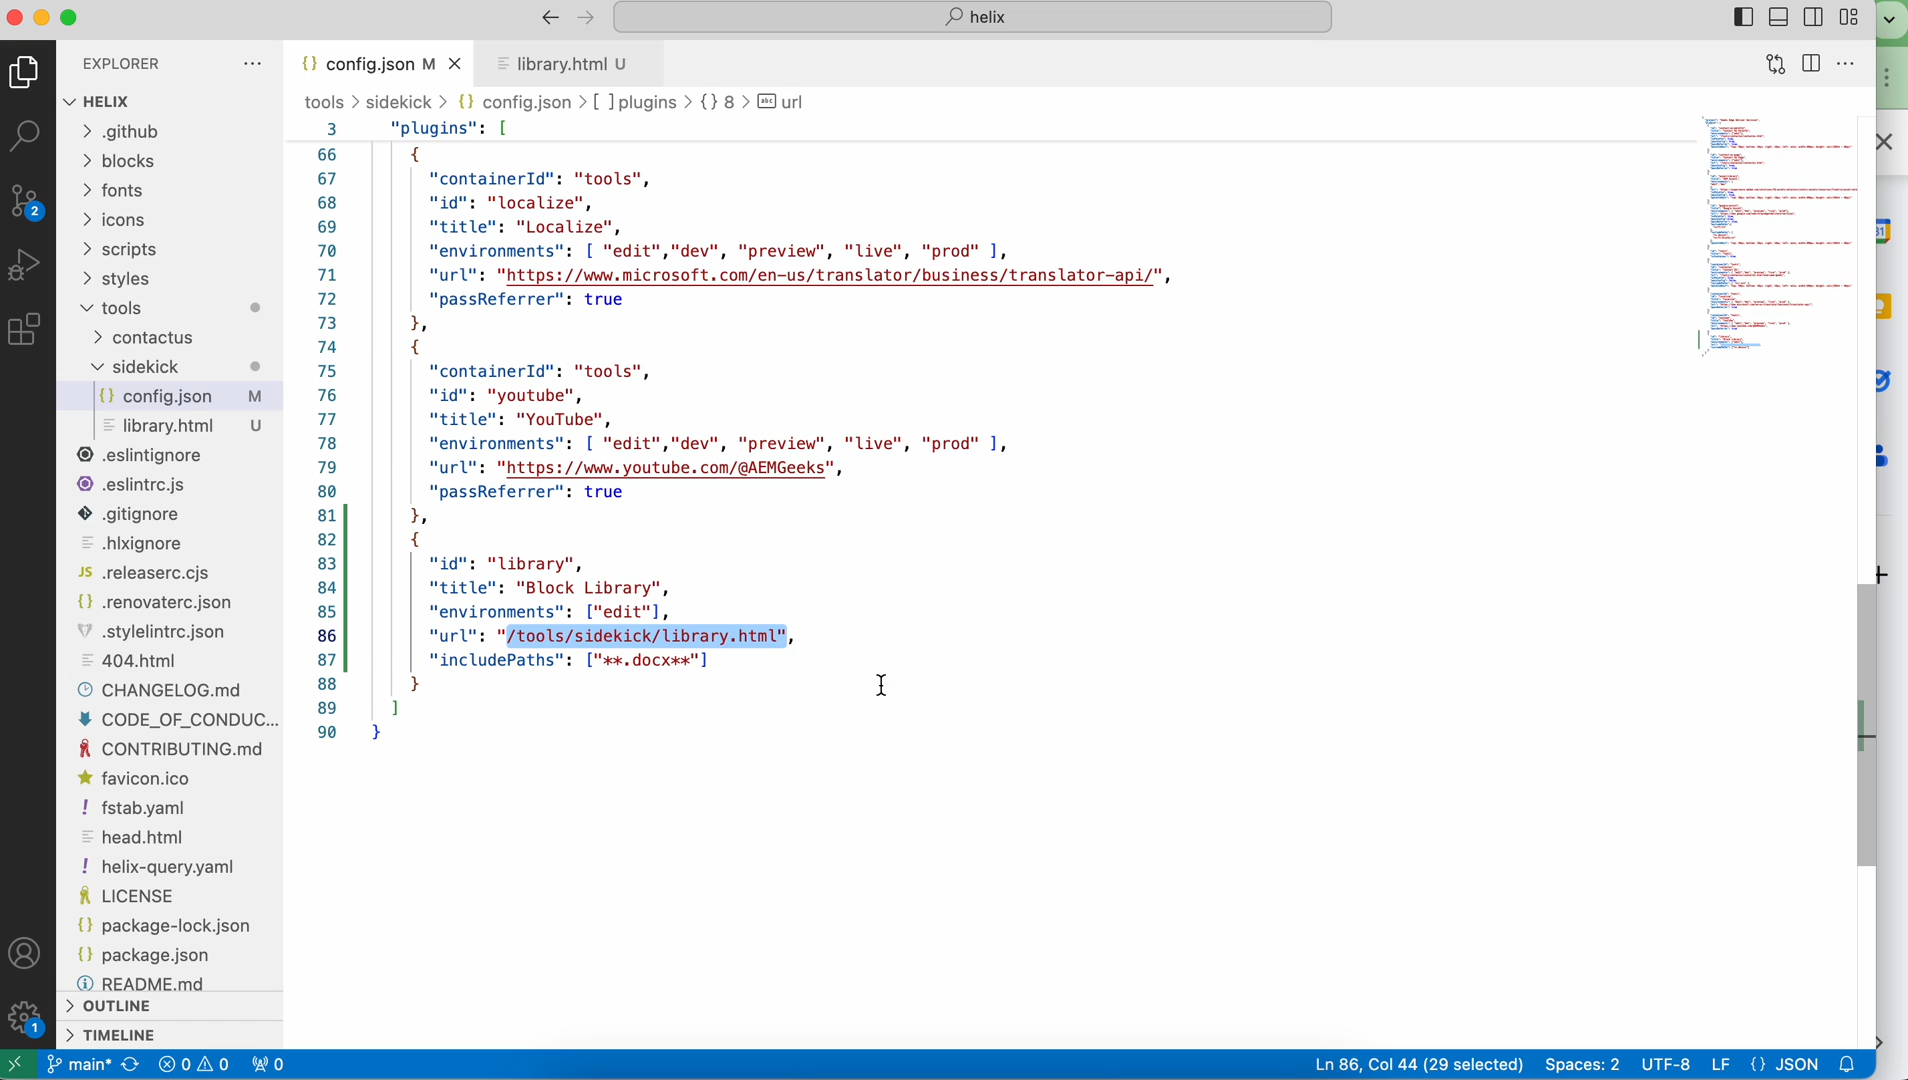 helix
EXPLORER
···
config.json M
library.html U
HELIX
.github
blocks
fonts
icons
scripts
styles
tools
contactus
sidekick
config.json M
library.html U
.eslintignore
.eslintrc.js
.gitignore
.hlxignore
.releaserc.cjs
.renovaterc.json
.stylelintrc.json
404.html
CHANGELOG.md
CODE_OF_CONDUC...
CONTRIBUTING.md
favicon.ico
fstab.yaml
head.html
helix-query.yaml
LICENSE
package-lock.json
package.json
README.md
OUTLINE
TIMELINE
2
1
tools > sidekick > {} config.json > [ ] plugins > {} 8 > abc url
3 "plugins": [
66 {
67 "containerId": "tools",
68 "id": "localize",
69 "title": "Localize",
70 "environments": [ "edit","dev", "preview", "live", "prod" ],
71 "url": "https://www.microsoft.com/en-us/translator/business/translator-api/",
72 "passReferrer": true
73 },
74 {
75 "containerId": "tools",
76 "id": "youtube",
77 "title": "YouTube",
78 "environments": [ "edit","dev", "preview", "live", "prod" ],
79 "url": "https://www.youtube.com/@AEMGeeks",
80 "passReferrer": true
81 },
82 {
83 "id": "library",
84 "title": "Block Library",
85 "environments": ["edit"],
86 "url": "/tools/sidekick/library.html",
87 "includePaths": ["**.docx**"]
88 }
89 ]
90 }
main* 0 0 0
Ln 86, Col 44 (29 selected) Spaces: 2 UTF-8 LF {} JSON